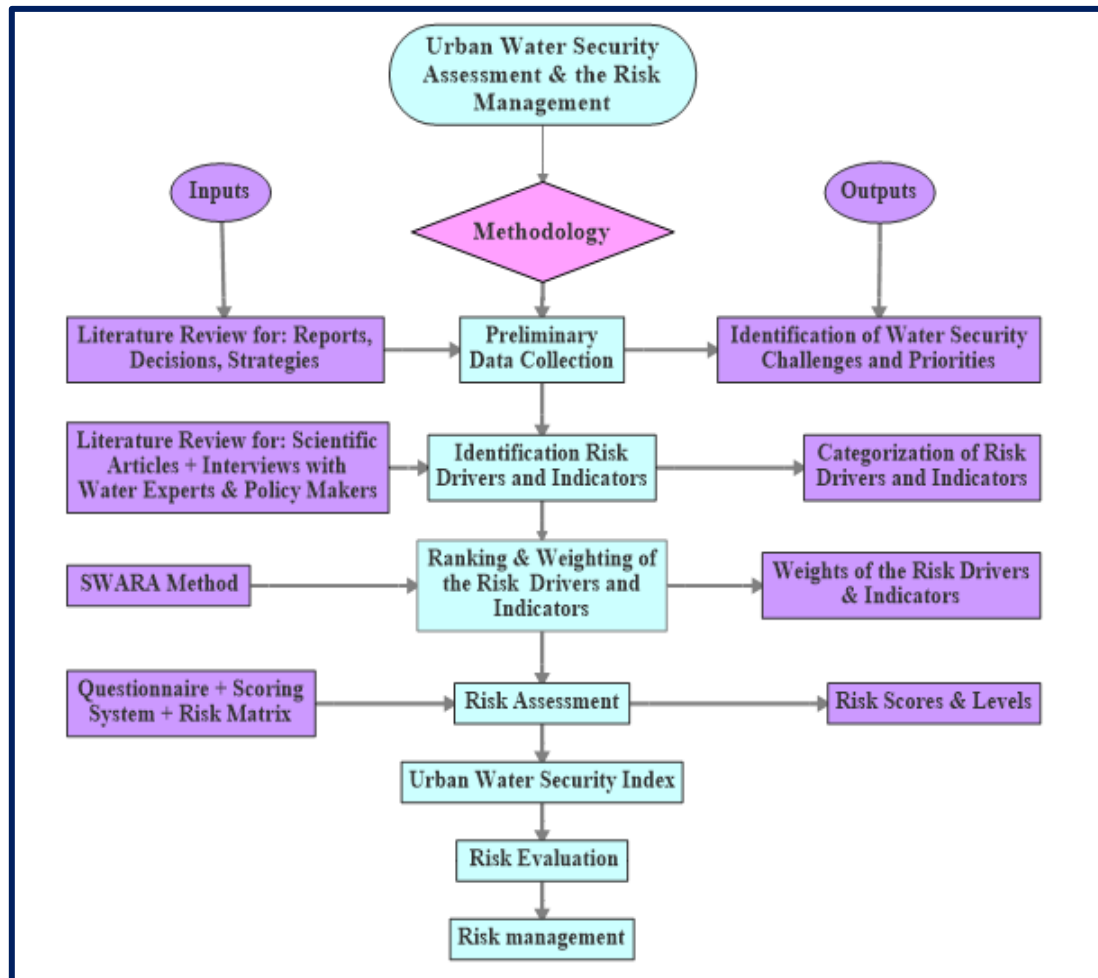 Urban Water Security
Assessment & the Risk
Management
Inputs
Outputs
Methodology
Literature Review for: Reports,
Decisions, Strategies
Preliminary
Data Collection
Identification of Water Security
Challenges and Priorities
Literature Review for: Scientific
Articles + Interviews with
Water Experts & Policy Makers
Identification Risk
Drivers and Indicators
Categorization of Risk
Drivers and Indicators
SWARA Method
Ranking & Weighting of
the Risk Drivers and
Indicators
Weights of the Risk Drivers
& Indicators
Questionnaire + Scoring
System + Risk Matrix
Risk Assessment
Risk Scores & Levels
Urban Water Security Index
Risk Evaluation
Risk management